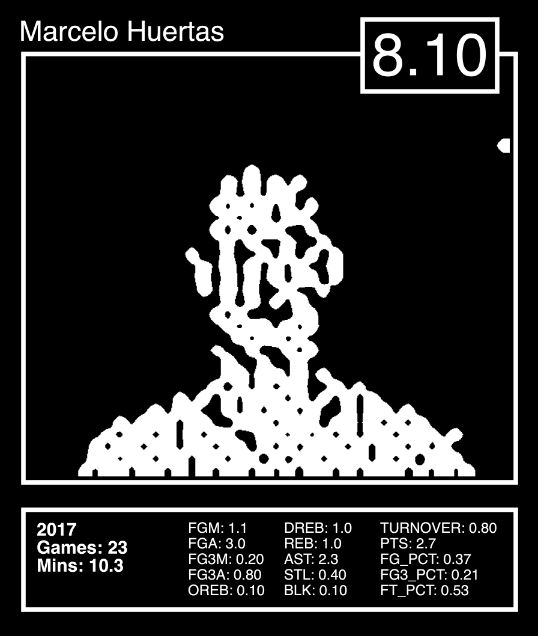 Marcelo Huertas
8.10
2017
Games: 23
Mins: 10.3
FGM: 1.1
FGA: 3.0
FG3M: 0.20
FG3A: 0.80
OREB: 0.10
DREB: 1.0
REB: 1.0
AST: 2.3
STL: 0.40
BLK: 0.10
TURNOVER: 0.80
PTS: 2.7
FG_PCT: 0.37
FG3_PCT: 0.21
FT_PCT: 0.53